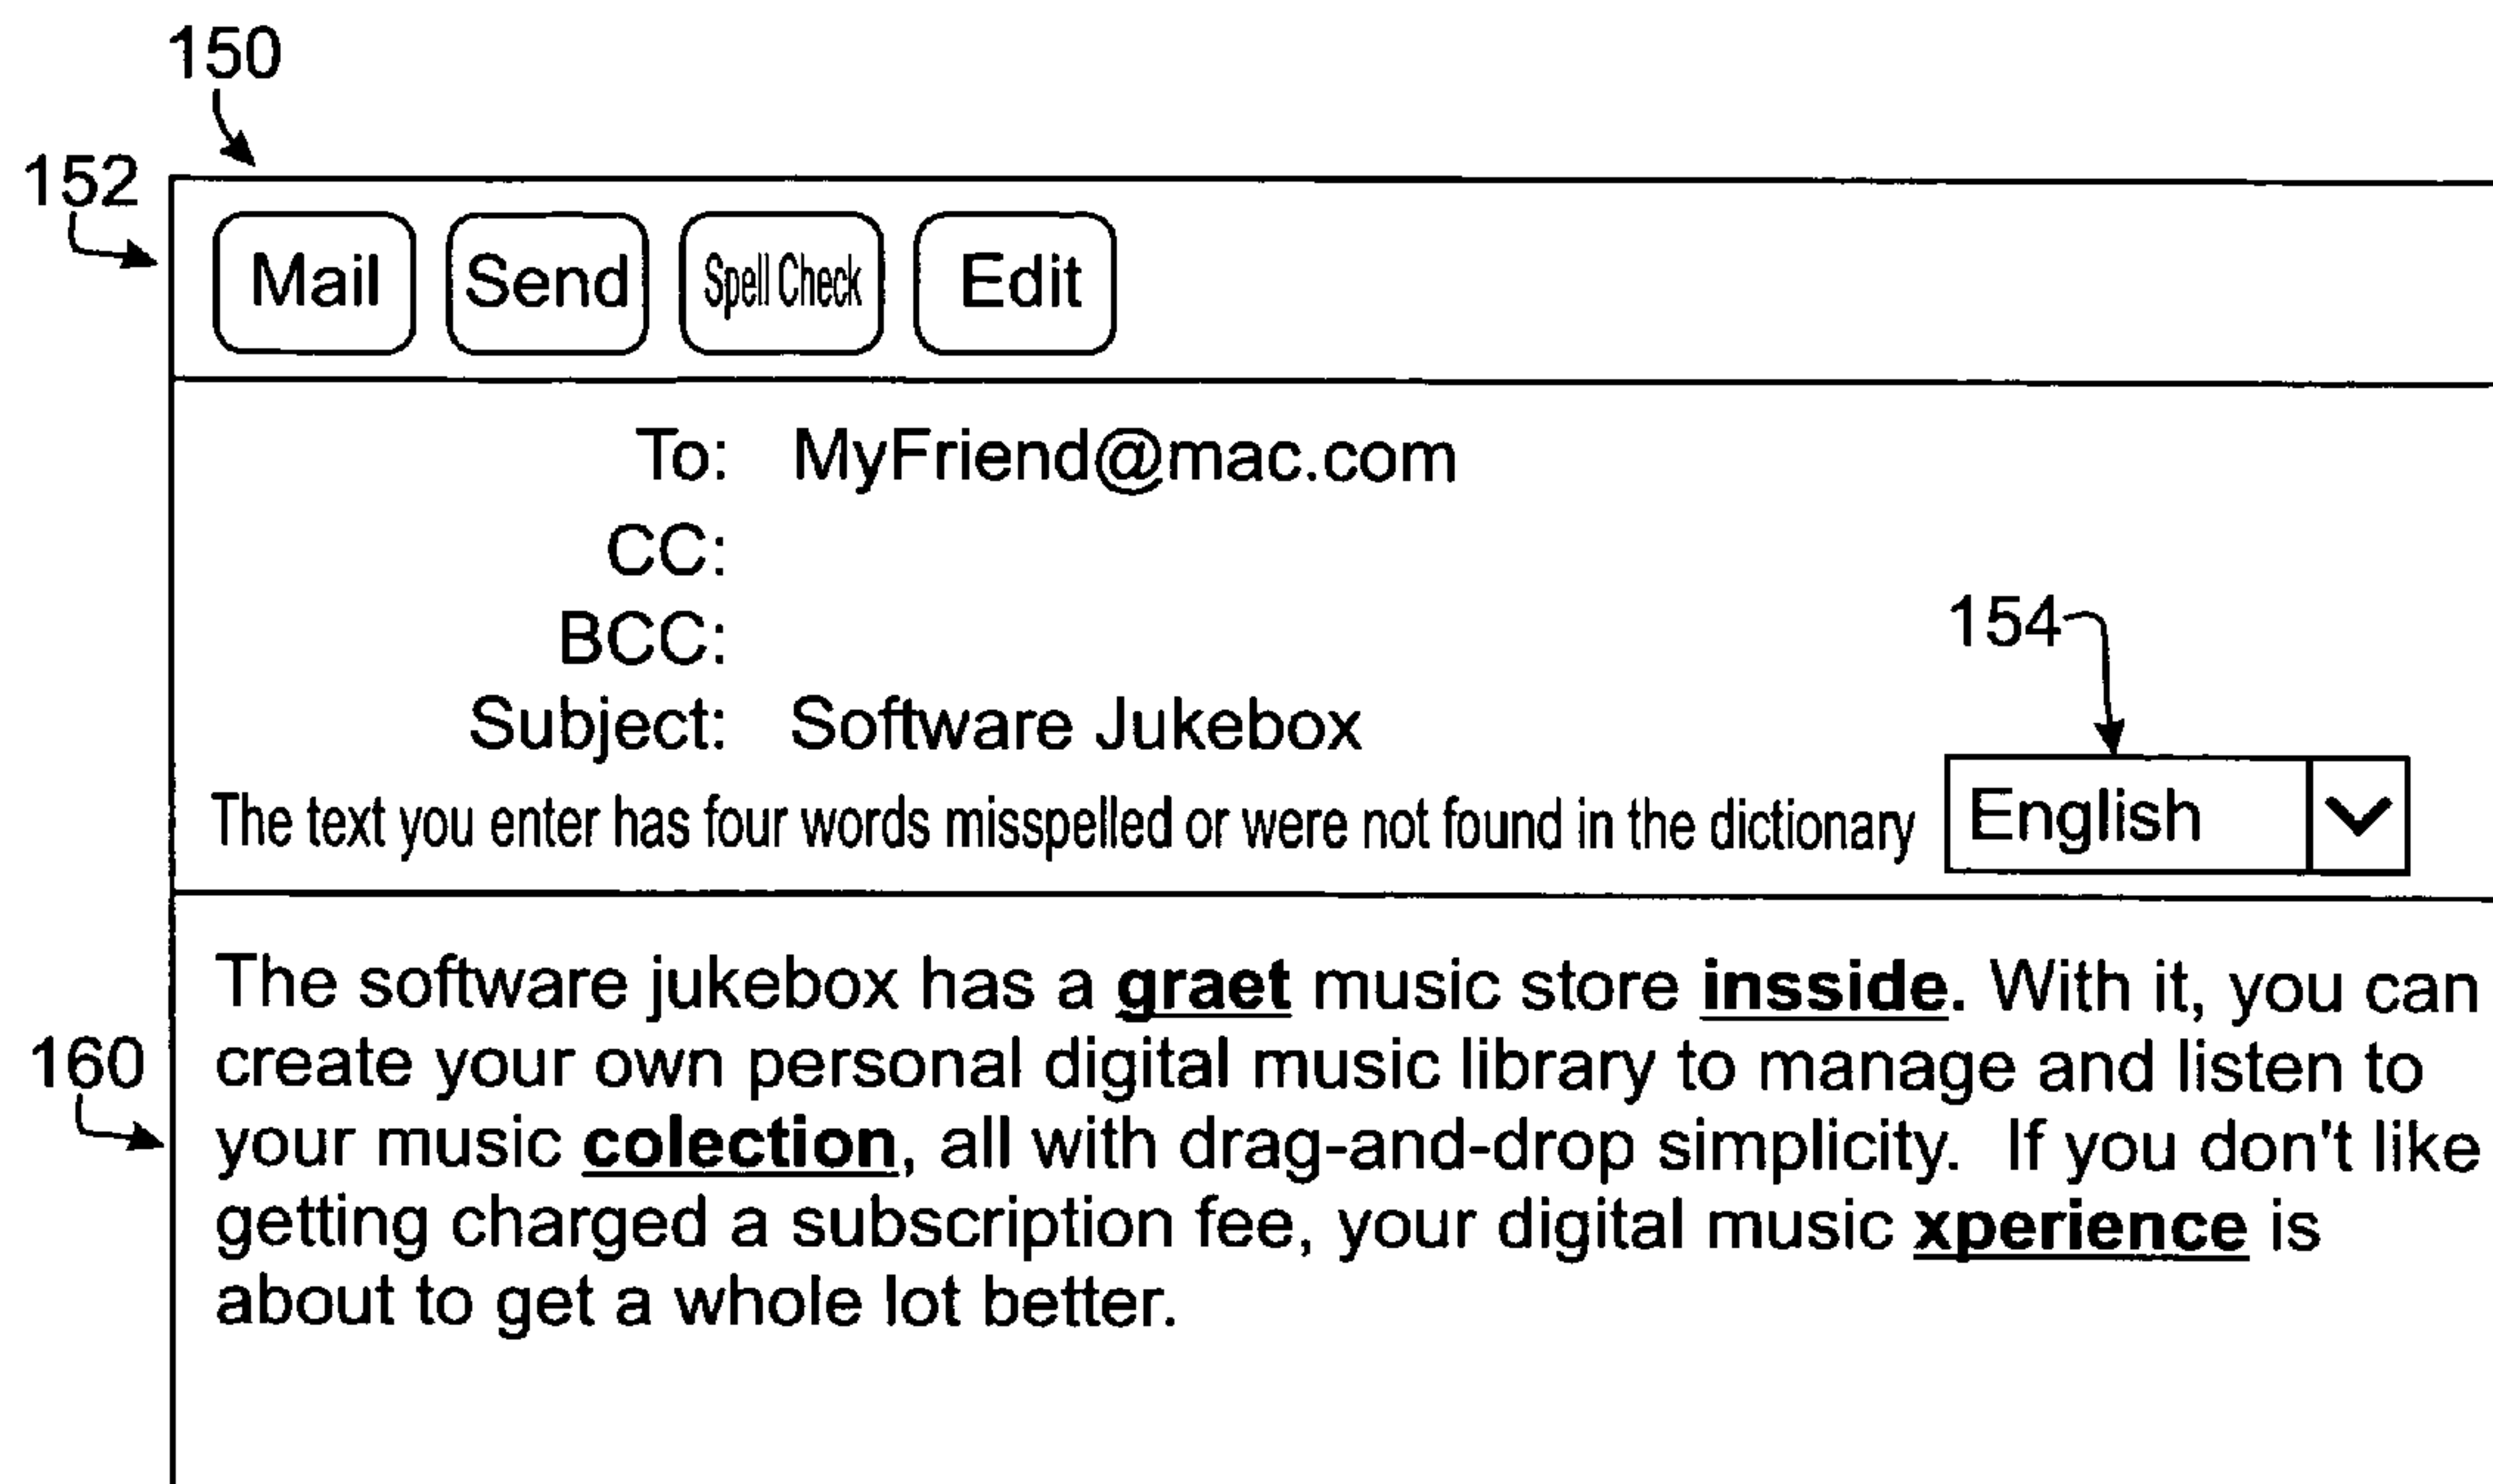 150
152
Mail Send Spell Check Edit
To: MyFriend@mac.com
CC:
BCC:
154
Subject: Software Jukebox
The text you enter has four words misspelled or were not found in the dictionary English
The software jukebox has a graet music store insside. With it, you can
160
create your own personal digital music library to manage and listen to
your music colection, all with drag-and-drop simplicity. If you don't like
getting charged a subscription fee, your digital music xperience is
about to get a whole lot better.